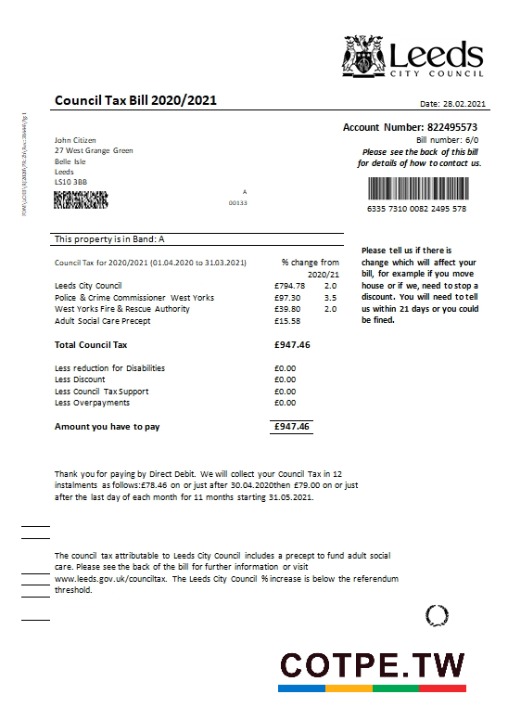 Leeds
CITY COUNCIL
Council Tax Bill 2020/2021
Date: 28.02.2021
Account Number: 822495573
Bill number: 6/0
Please see the back of this bill
for details of how to contact us.
John Citizen
27 West Grange Green
Belle Isle
Leeds
LS10 3BB
A
00133
6335 7310 0082 2495 578
This property is in Band: A
Council Tax for 2020/2021 (01.04.2020 to 31.03.2021)
% change from
2020/21
Leeds City Council £794.78 2.0
Police & Crime Commissioner West Yorks £97.30 3.5
West Yorks Fire & Rescue Authority £39.80 2.0
Adult Social Care Precept £15.58
Total Council Tax £947.46
Less reduction for Disabilities £0.00
Less Discount £0.00
Less Council Tax Support £0.00
Less Overpayments £0.00
Amount you have to pay £947.46
Please tell us if there is
change which will affect your
bill, for example if you move
house or if we, need to stop a
discount. You will need to tell
us within 21 days or you could
be fined.
Thank you for paying by Direct Debit. We will collect your Council Tax in 12
instalments as follows:£78.46 on or just after 30.04.2020then £79.00 on or just
after the last day of each month for 11 months starting 31.05.2021.
The council tax attributable to Leeds City Council includes a precept to fund adult social
care. Please see the back of the bill for further information or visit
www.leeds.gov.uk/counciltax. The Leeds City Council % increase is below the referendum
threshold.
COTPE.TW